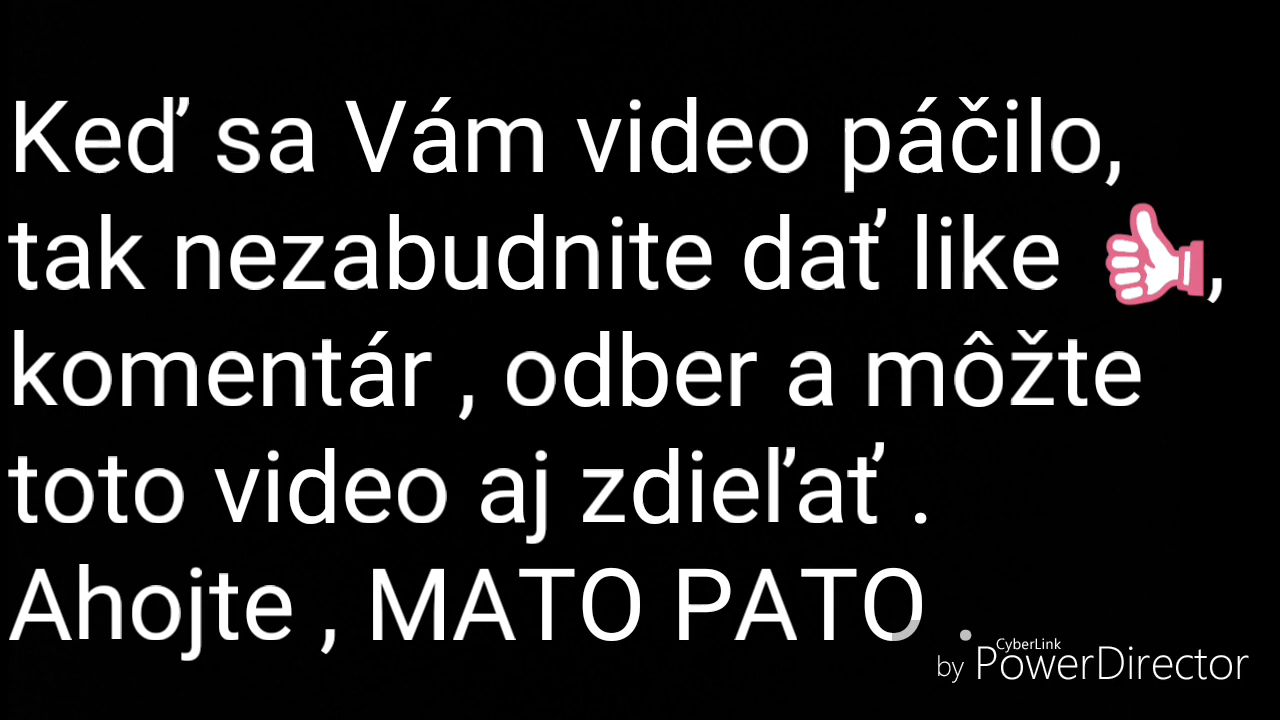 Keď sa Vám video páčilo,
tak nezabudnite dať like 👍,
komentár , odber a môžte
toto video aj zdieľať .
Ahojte , MATO PATO .
CyberLink
by PowerDirector